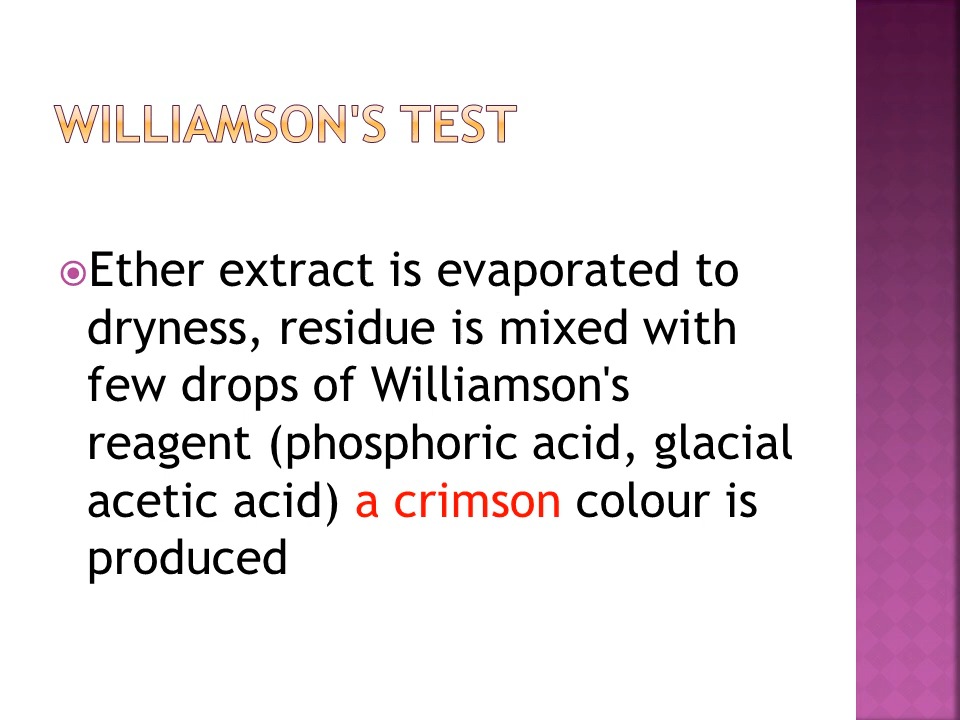 WILLIAMSON'S TEST
Ether extract is evaporated to
dryness, residue is mixed with
few drops of Williamson's
reagent (phosphoric acid, glacial
acetic acid) a crimson colour is
produced